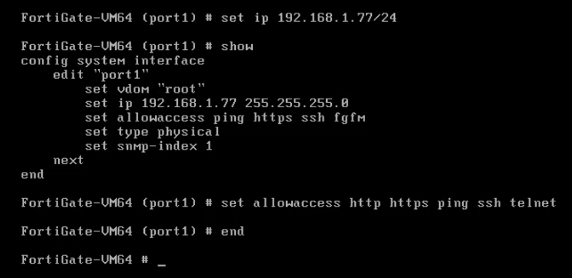 FortiGate-VM64 (port1) # set ip 192.168.1.77/24
FortiGate-VM64 (port1) # show
config system interface
    edit "port1"
        set vdom "root"
        set ip 192.168.1.77 255.255.255.0
        set allowaccess ping https ssh fgfm
        set type physical
        set snmp-index 1
    next
end
FortiGate-VM64 (port1) # set allowaccess http https ping ssh telnet
FortiGate-VM64 (port1) # end
FortiGate-VM64 # _